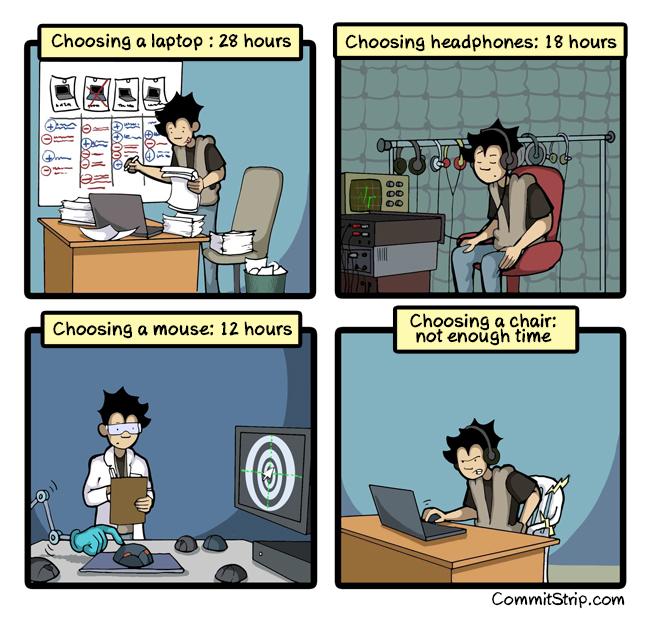 Choosing a laptop : 28 hours
Choosing headphones: 18 hours
Choosing a mouse: 12 hours
Choosing a chair:
not enough time
CommitStrip.com